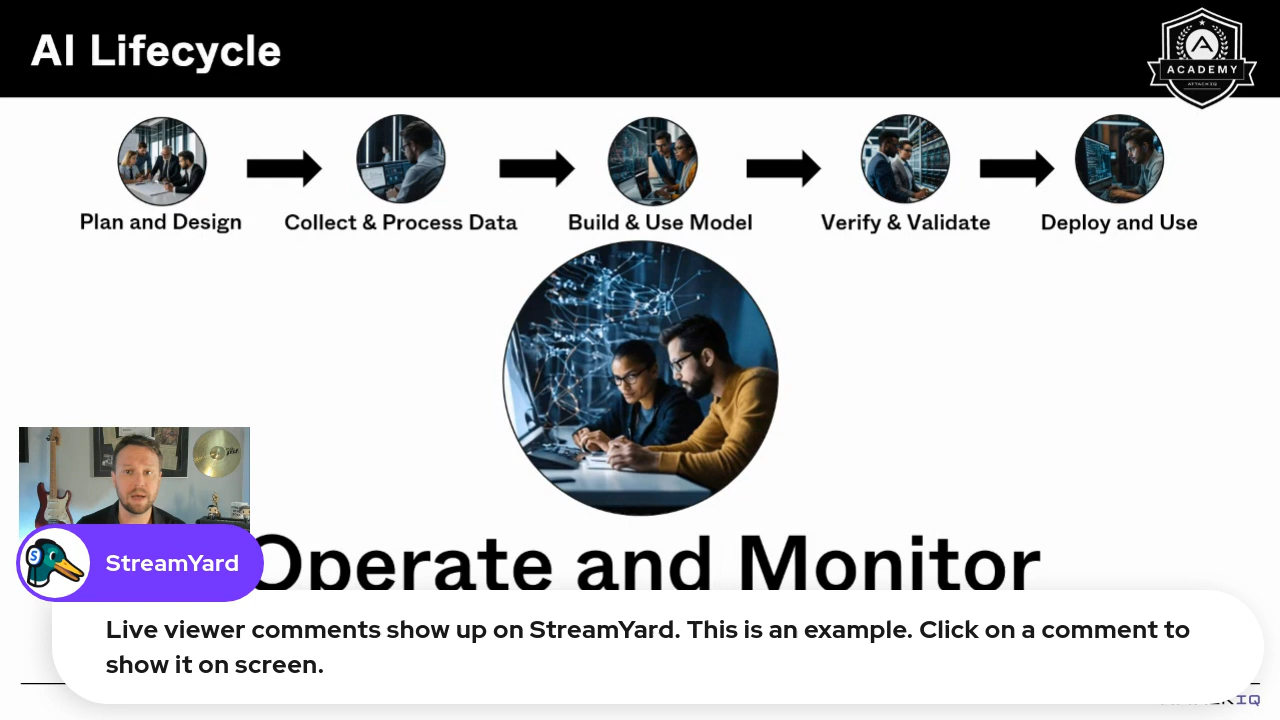 AI Lifecycle
ACADEMY
ATTACKIQ
Plan and Design
Collect & Process Data
Build & Use Model
Verify & Validate
Deploy and Use
Operate and Monitor
StreamYard
Live viewer comments show up on StreamYard. This is an example. Click on a comment to
show it on screen.